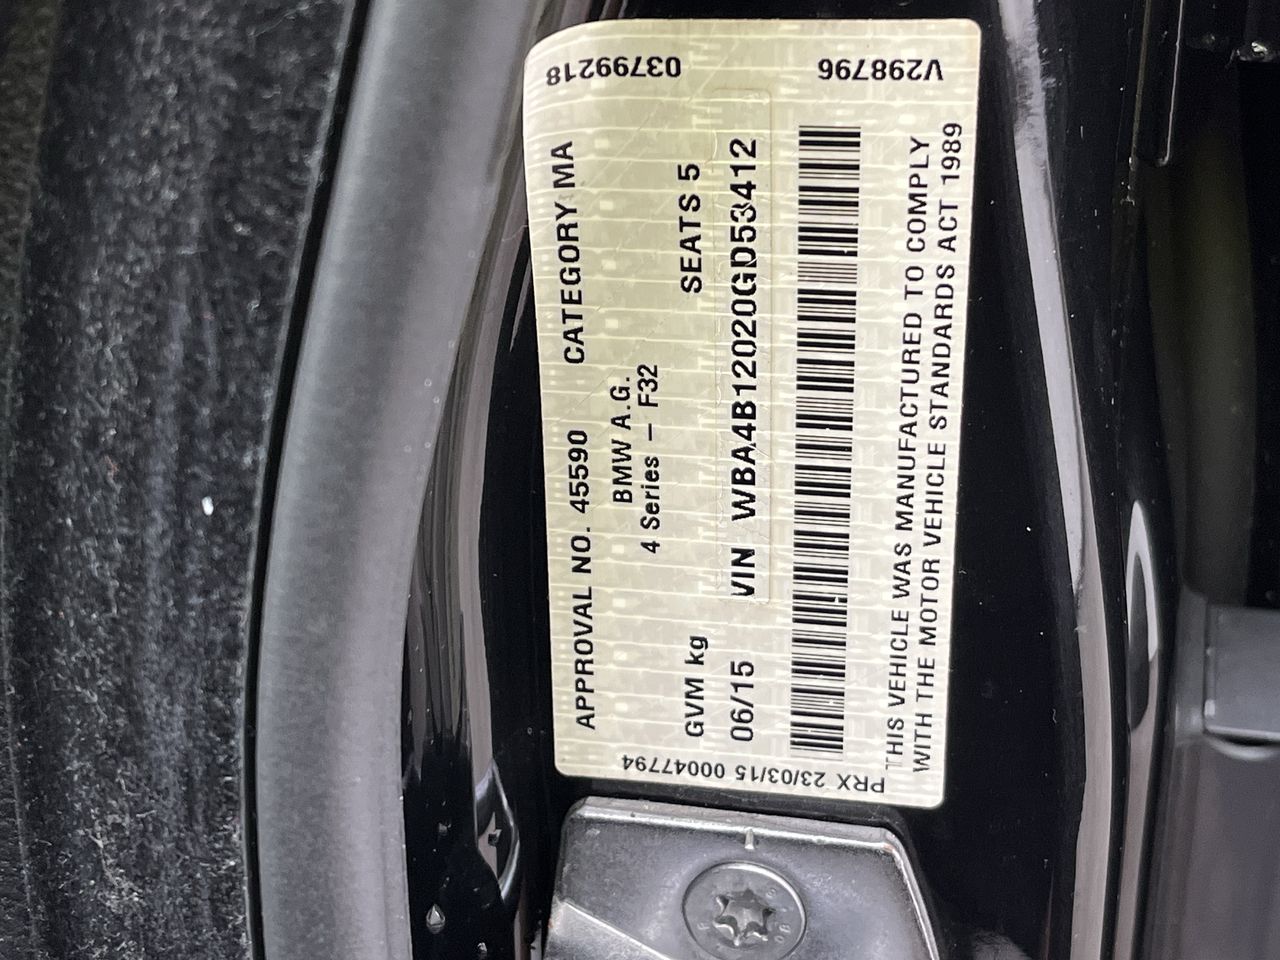 APPROVAL NO. 45590 CATEGORY MA
BMW A.G.
4 Series – F32
GVM kg SEATS 5
06/15 VIN WBA4B12020GD53412
THIS VEHICLE WAS MANUFACTURED TO COMPLY
WITH THE MOTOR VEHICLE STANDARDS ACT 1989
03799218
V298796
PRX 23/03/15 00047794